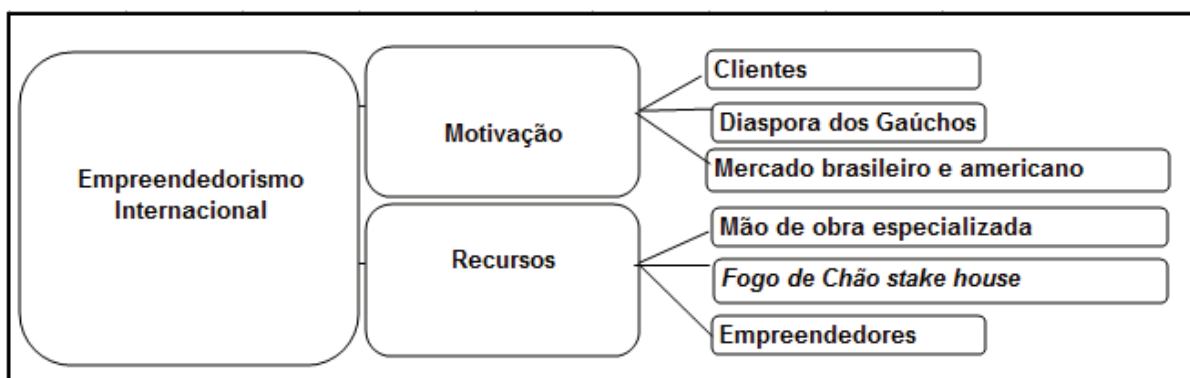 Empreendedorismo
Internacional
Motivação
Clientes
Diaspora dos Gaúchos
Mercado brasileiro e americano
Recursos
Mão de obra especializada
Fogo de Chão stake house
Empreendedores